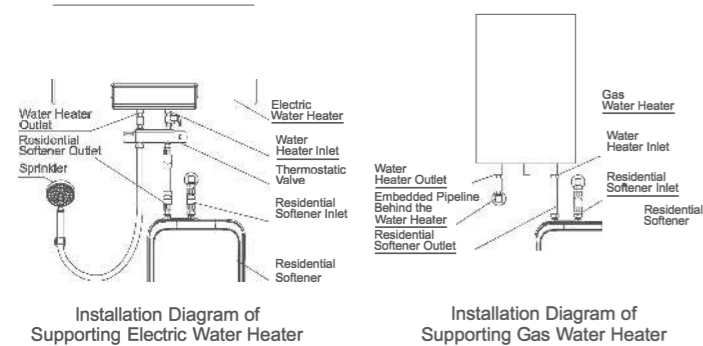 Water Heater
Outlet
Residential
Softener Outlet
Sprinkler
Electric
Water Heater
Water
Heater Inlet
Thermostatic
Valve
Residential
Softener Inlet
Residential
Softener
Installation Diagram of
Supporting Electric Water Heater
Gas
Water Heater
Water
Heater Inlet
Water
Heater Outlet
Embedded Pipeline
Behind the
Water Heater
Residential
Softener Outlet
Residential
Softener Inlet
Residential
Softener
Installation Diagram of
Supporting Gas Water Heater